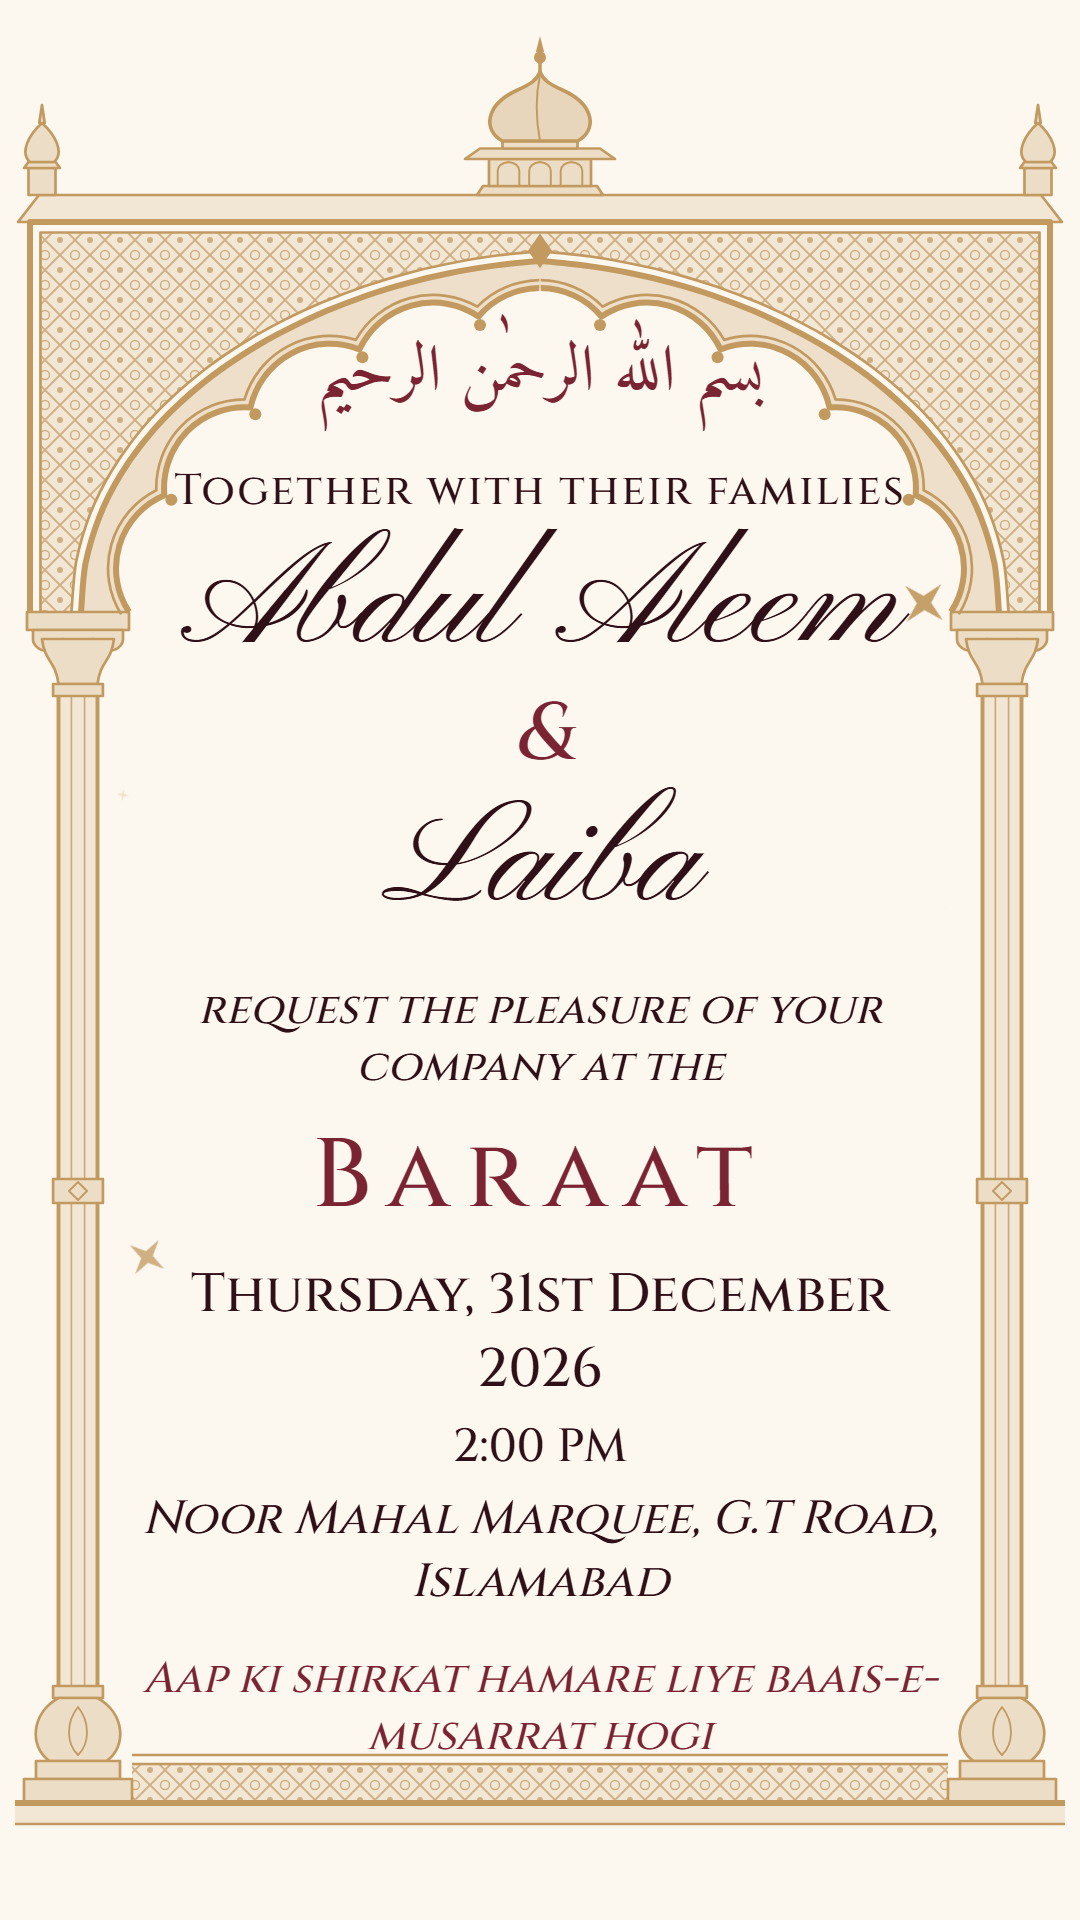 بسم الله الرحمٰن الرحيم
Together with their families
Abdul Aleem
&
Laiba
request the pleasure of your
company at the
Baraat
Thursday, 31st December
2026
2:00 PM
Noor Mahal Marquee, G.T Road,
Islamabad
Aap ki shirkat hamare liye baais-e-
musarrat hogi